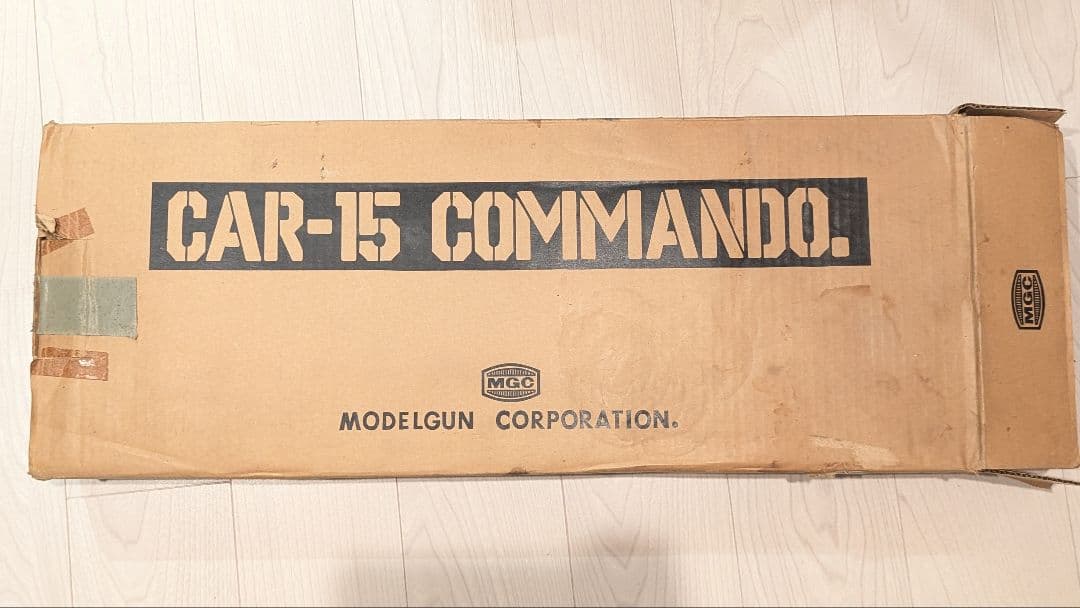 CAR-15 COMMANDO.
MGC
MODELGUN CORPORATION.
MGC